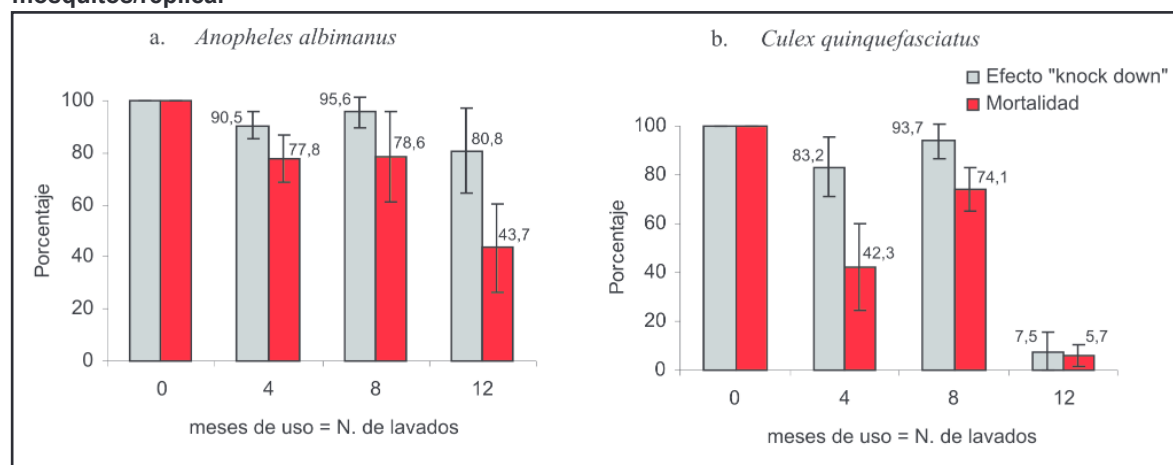 mosquitos/réplica.
a. Anopheles albimanus
Porcentaje
100
80
60
40
20
0
90,5
77,8
95,6
78,6
80,8
43,7
0 4 8 12
meses de uso = N. de lavados
b. Culex quinquefasciatus
Efecto "knock down"
Mortalidad
Porcentaje
100
80
60
40
20
0
83,2
42,3
93,7
74,1
7,5
5,7
0 4 8 12
meses de uso = N. de lavados